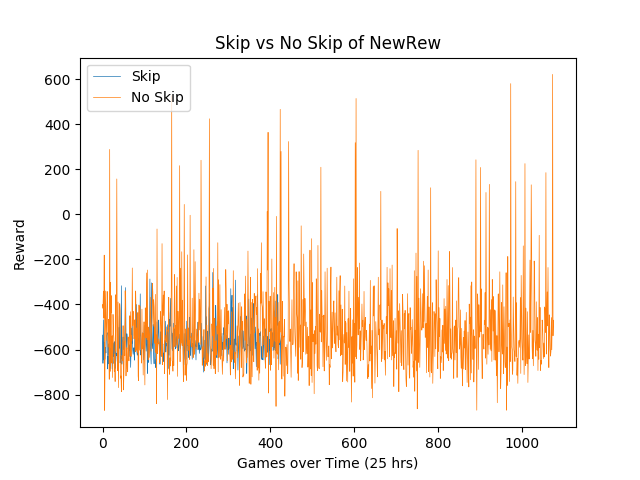 Skip vs No Skip of NewRew
Skip
No Skip
600
400
200
0
−200
−400
−600
−800
Reward
0 200 400 600 800 1000
Games over Time (25 hrs)